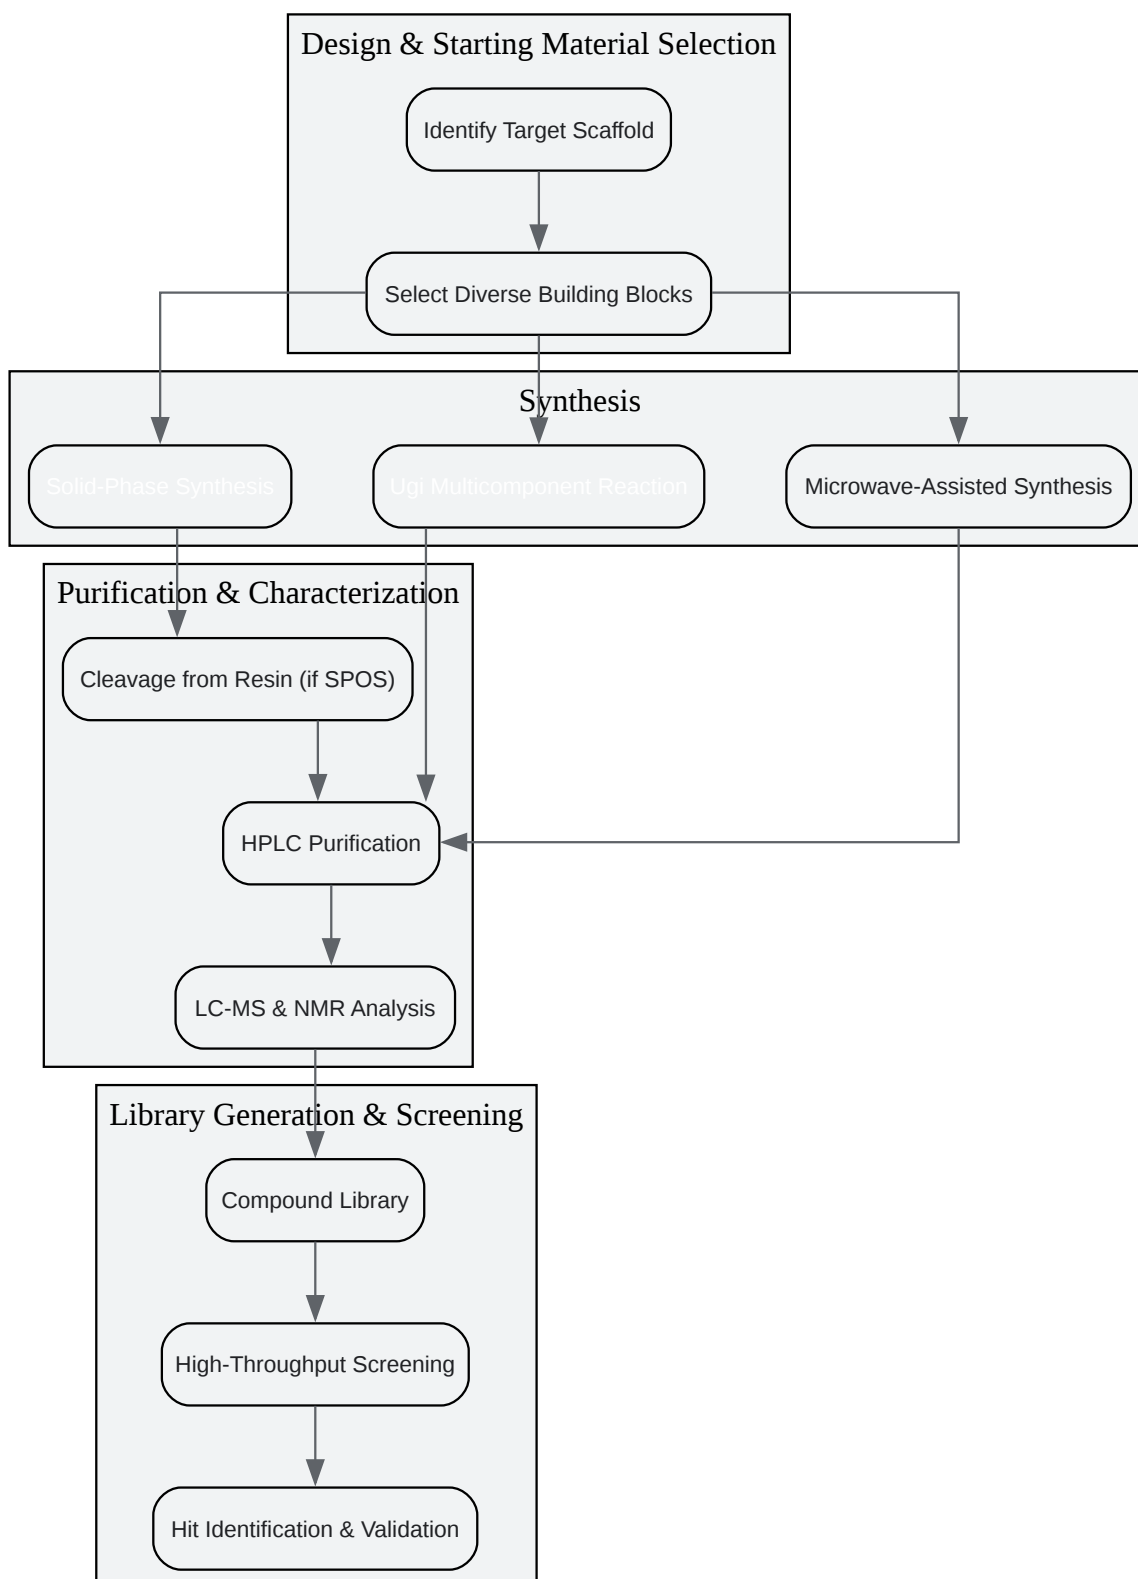 Design & Starting Material Selection
Identify Target Scaffold
Select Diverse Building Blocks
Synthesis
Solid-Phase Synthesis
Ugi Multicomponent Reaction
Microwave-Assisted Synthesis
Purification & Characterization
Cleavage from Resin (if SPOS)
HPLC Purification
LC-MS & NMR Analysis
Library Generation & Screening
Compound Library
High-Throughput Screening
Hit Identification & Validation